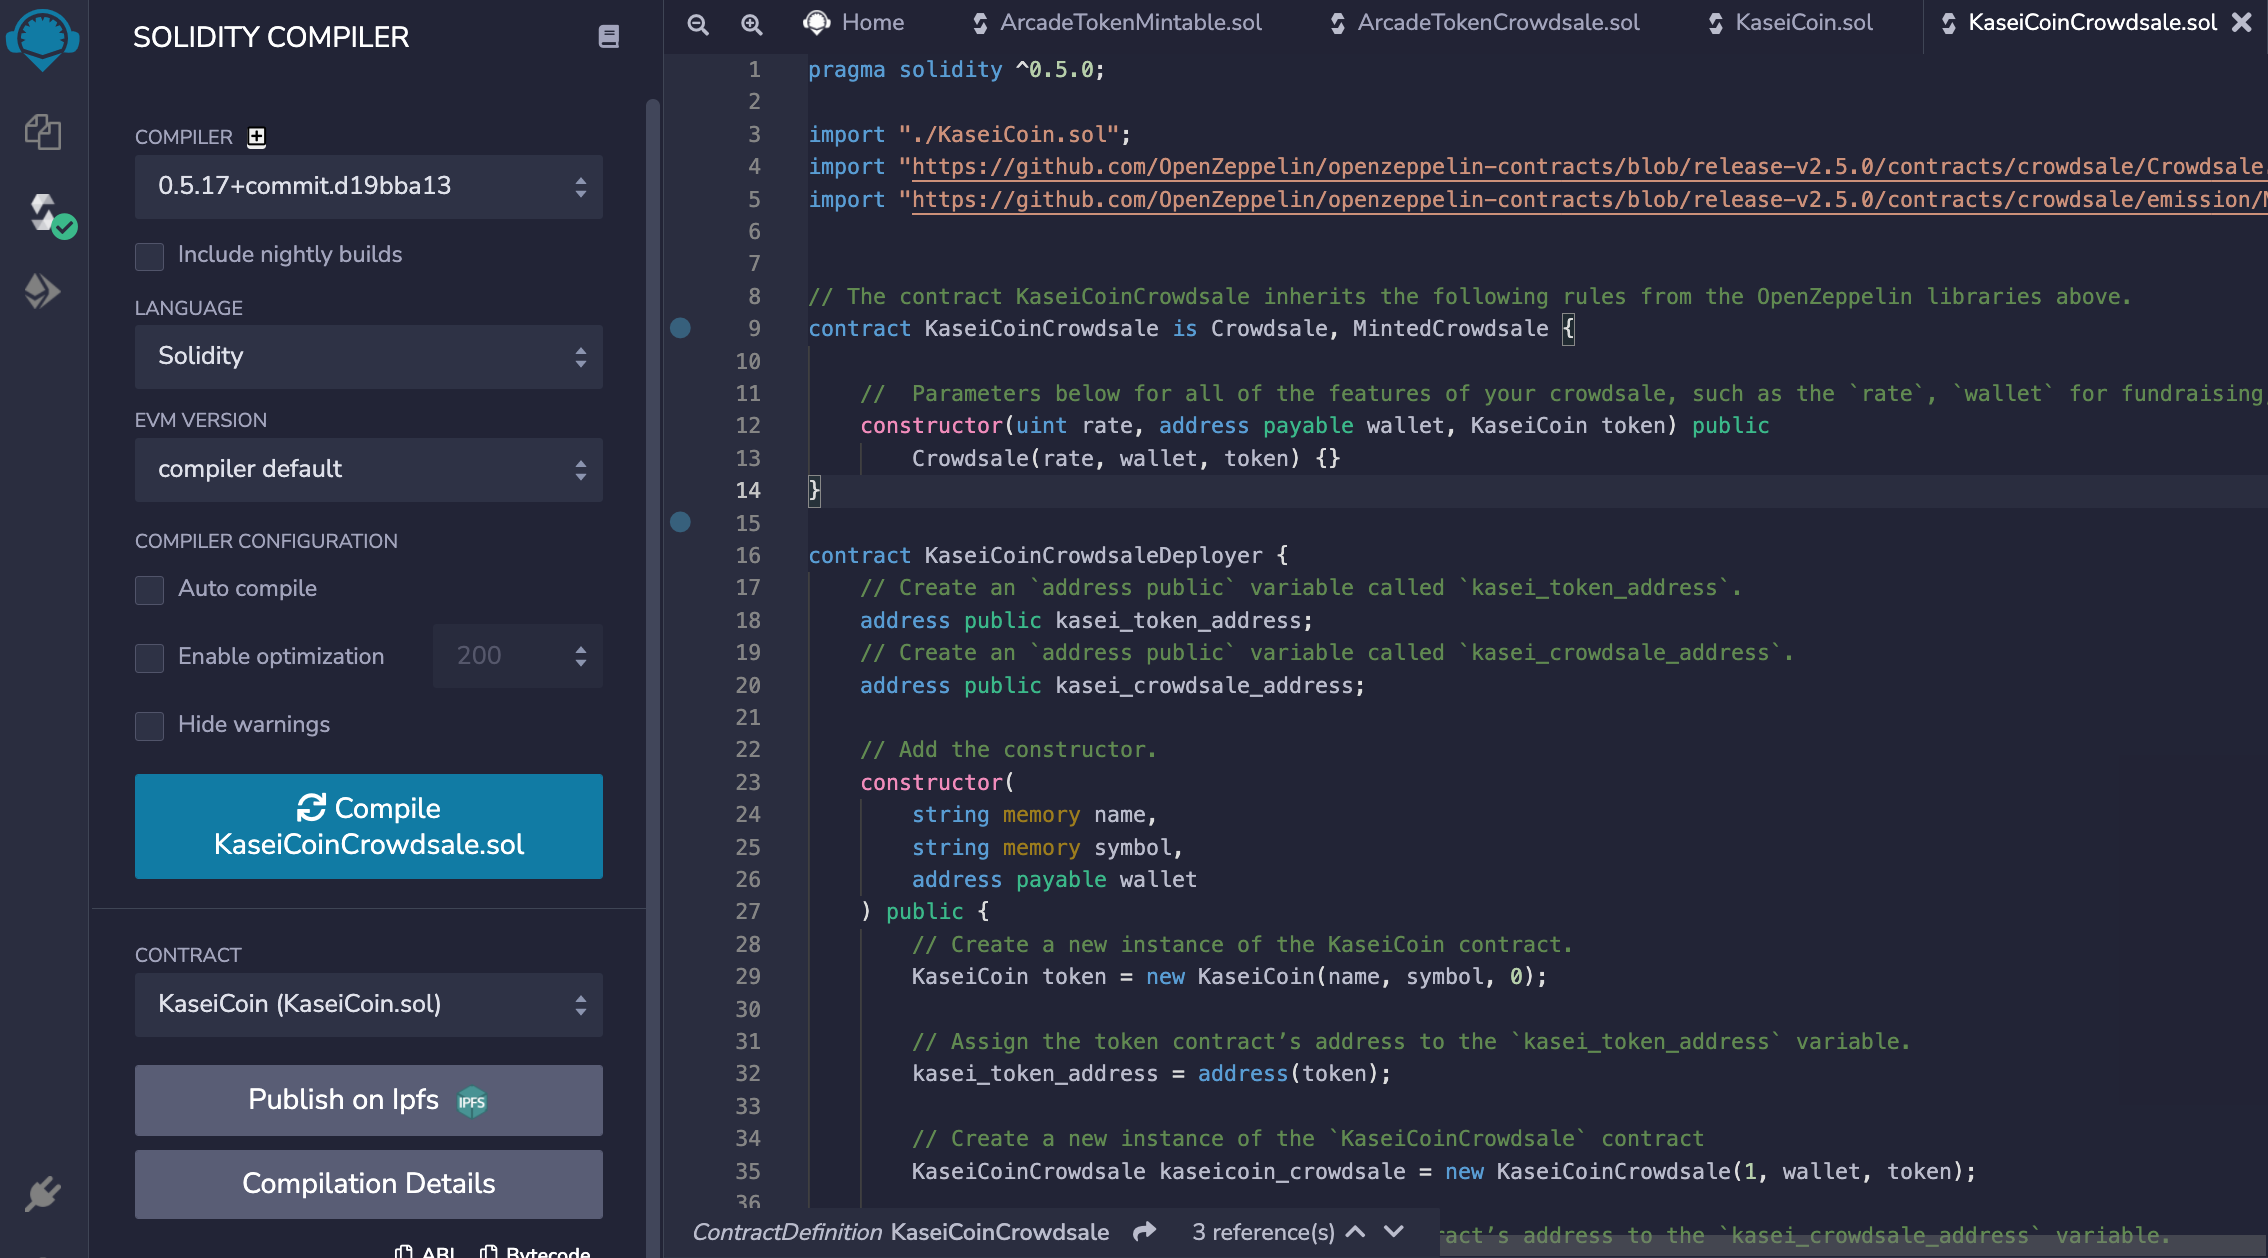 SOLIDITY COMPILER
COMPILER
0.5.17+commit.d19bba13
Include nightly builds
LANGUAGE
Solidity
EVM VERSION
compiler default
COMPILER CONFIGURATION
Auto compile
Enable optimization 200
Hide warnings
Compile
KaseiCoinCrowdsale.sol
CONTRACT
KaseiCoin (KaseiCoin.sol)
Publish on Ipfs IPFS
Compilation Details
ABI Bytecode
Home ArcadeTokenMintable.sol ArcadeTokenCrowdsale.sol KaseiCoin.sol KaseiCoinCrowdsale.sol
1 pragma solidity ^0.5.0;
2
3 import "./KaseiCoin.sol";
4 import "https://github.com/OpenZeppelin/openzeppelin-contracts/blob/release-v2.5.0/contracts/crowdsale/Crowdsale.
5 import "https://github.com/OpenZeppelin/openzeppelin-contracts/blob/release-v2.5.0/contracts/crowdsale/emission/M
6
7
8 // The contract KaseiCoinCrowdsale inherits the following rules from the OpenZeppelin libraries above.
9 contract KaseiCoinCrowdsale is Crowdsale, MintedCrowdsale {
10
11 //  Parameters below for all of the features of your crowdsale, such as the `rate`, `wallet` for fundraising,
12 constructor(uint rate, address payable wallet, KaseiCoin token) public
13 Crowdsale(rate, wallet, token) {}
14 }
15
16 contract KaseiCoinCrowdsaleDeployer {
17 // Create an `address public` variable called `kasei_token_address`.
18 address public kasei_token_address;
19 // Create an `address public` variable called `kasei_crowdsale_address`.
20 address public kasei_crowdsale_address;
21
22 // Add the constructor.
23 constructor(
24 string memory name,
25 string memory symbol,
26 address payable wallet
27 ) public {
28 // Create a new instance of the KaseiCoin contract.
29 KaseiCoin token = new KaseiCoin(name, symbol, 0);
30
31 // Assign the token contract’s address to the `kasei_token_address` variable.
32 kasei_token_address = address(token);
33
34 // Create a new instance of the `KaseiCoinCrowdsale` contract
35 KaseiCoinCrowdsale kaseicoin_crowdsale = new KaseiCoinCrowdsale(1, wallet, token);
36
ContractDefinition KaseiCoinCrowdsale 3 reference(s) ract’s address to the `kasei_crowdsale_address` variable.